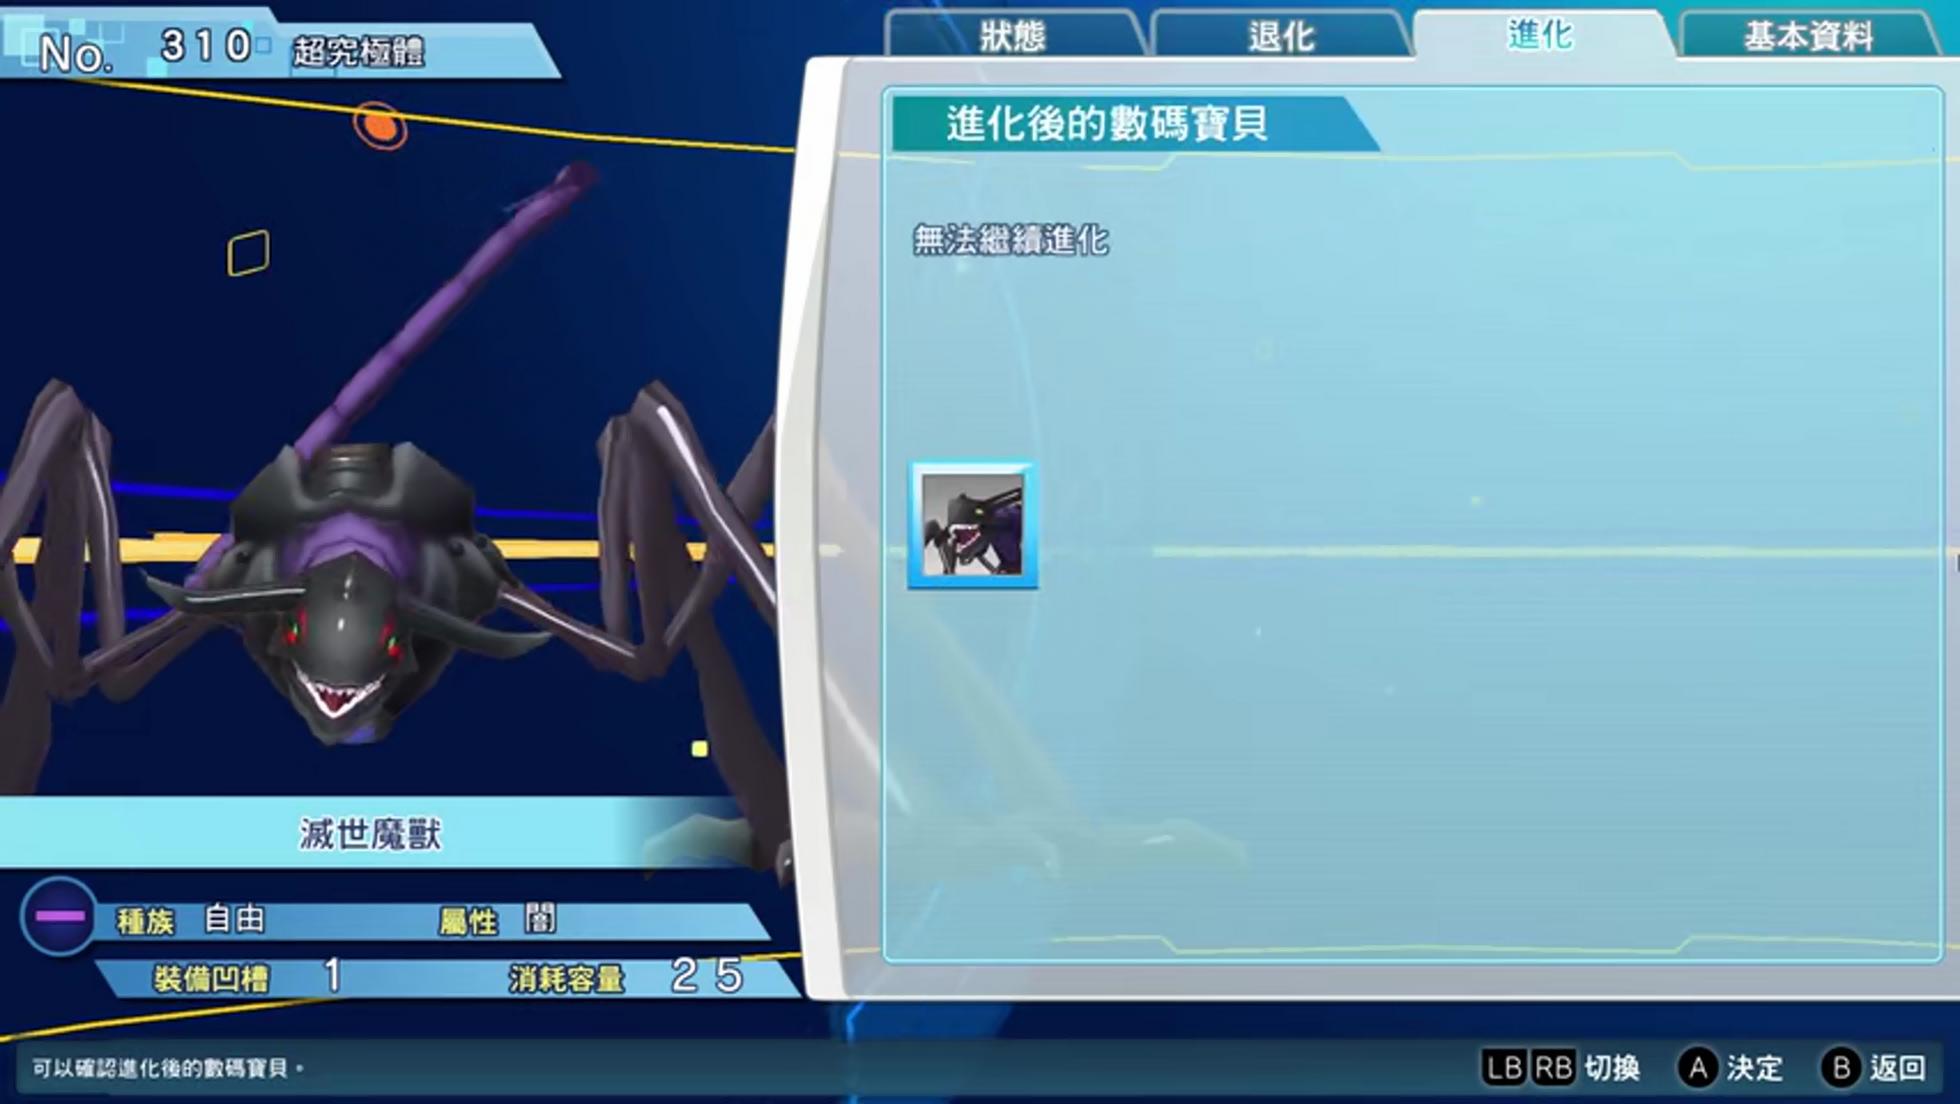 No. 310 超究極體
狀態 退化 進化 基本資料
進化後的數碼寶貝
無法繼續進化
滅世魔獸
種族 自由 屬性 闇
裝備凹槽 1 消耗容量 25
可以確認進化後的數碼寶貝。
LB RB 切換 A 決定 B 返回